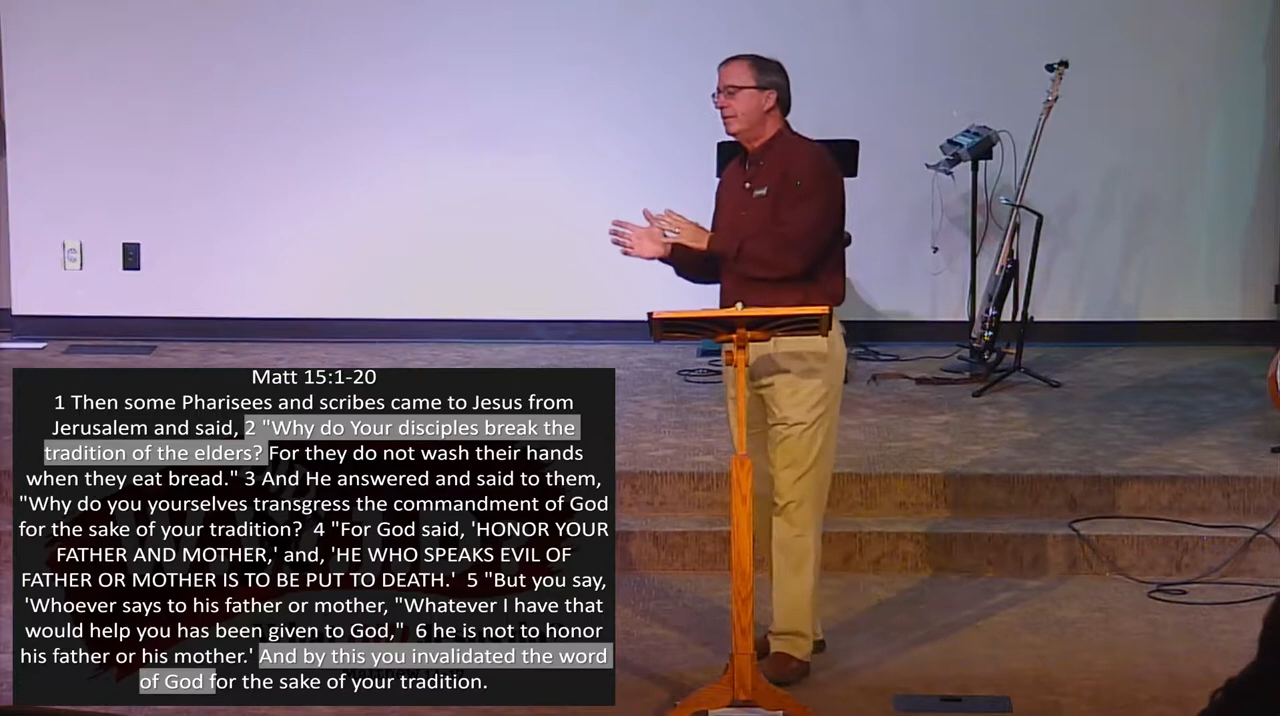 Matt 15:1-20
1 Then some Pharisees and scribes came to Jesus from
Jerusalem and said, 2 "Why do Your disciples break the
tradition of the elders? For they do not wash their hands
when they eat bread." 3 And He answered and said to them,
"Why do you yourselves transgress the commandment of God
for the sake of your tradition? 4 "For God said, 'HONOR YOUR
FATHER AND MOTHER,' and, 'HE WHO SPEAKS EVIL OF
FATHER OR MOTHER IS TO BE PUT TO DEATH.' 5 "But you say,
'Whoever says to his father or mother, "Whatever I have that
would help you has been given to God," 6 he is not to honor
his father or his mother.' And by this you invalidated the word
of God for the sake of your tradition.